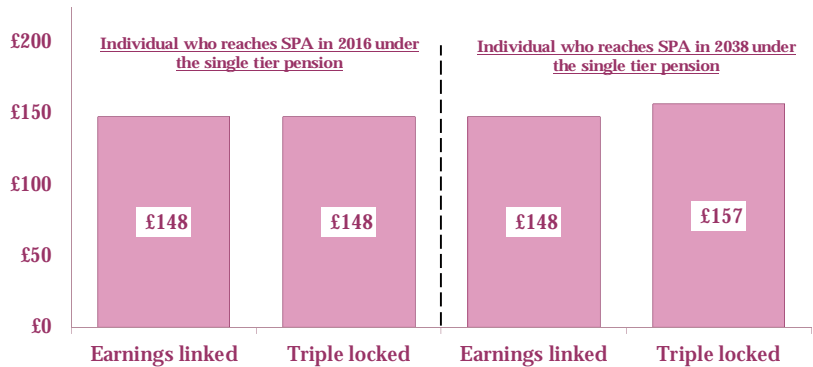 £200
£150
£100
£50
£0
Individual who reaches SPA in 2016 under
the single tier pension
Individual who reaches SPA in 2038 under
the single tier pension
£148
£148
£148
£157
Earnings linked
Triple locked
Earnings linked
Triple locked